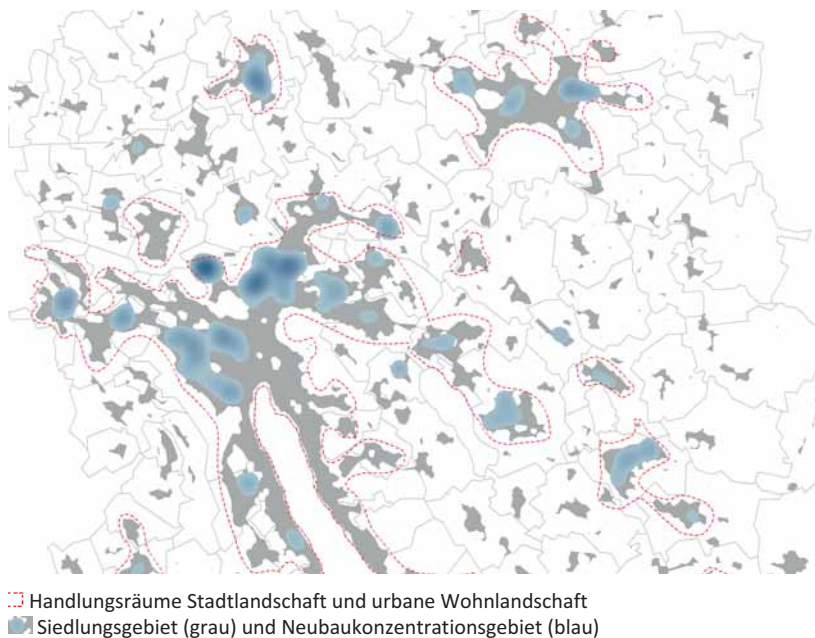 Handlungsräume Stadtlandschaft und urbane Wohnlandschaft
Siedlungsgebiet (grau) und Neubaukonzentrationsgebiet (blau)